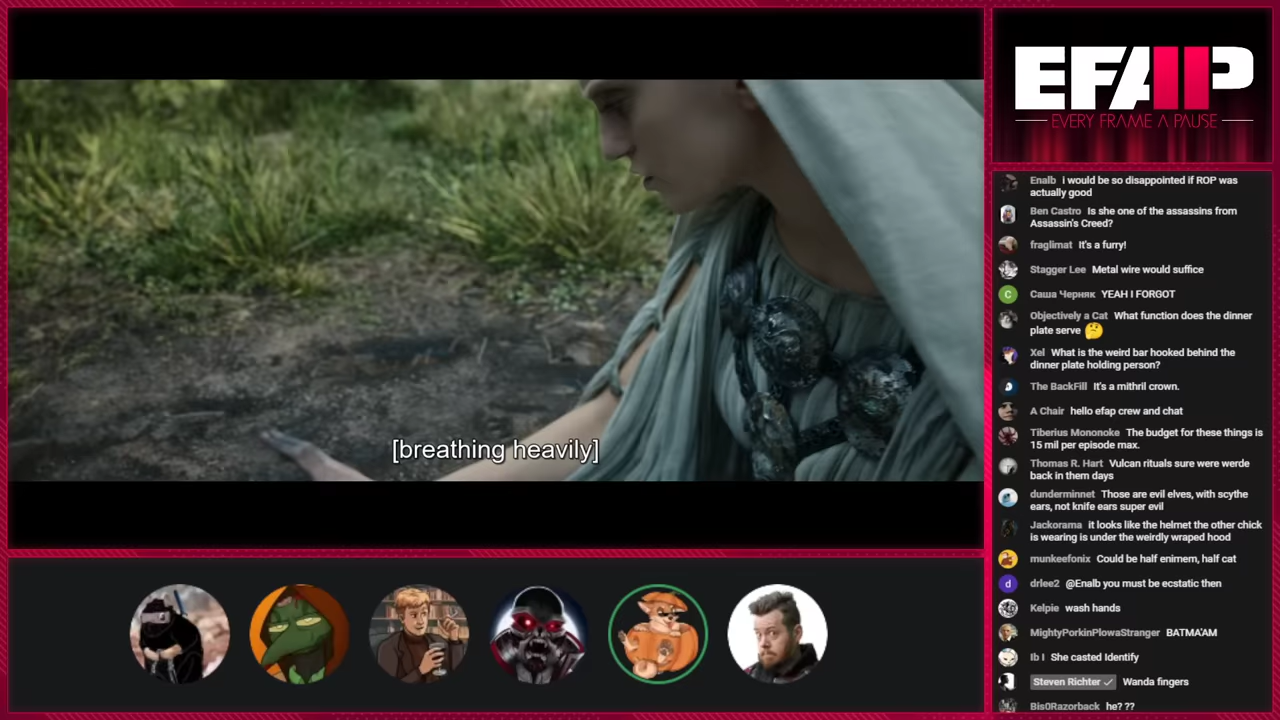 [breathing heavily]
EFAP
EVERY FRAME A PAUSE
Enalb i would be so disappointed if ROP was
actually good
Ben Castro Is she one of the assassins from
Assassin's Creed?
fraglimat It's a furry!
Stagger Lee Metal wire would suffice
C Саша Черняк YEAH I FORGOT
Objectively a Cat What function does the dinner
plate serve 🤔
Xel What is the weird bar hooked behind the
dinner plate holding person?
The BackFill It's a mithril crown.
A Chair hello efap crew and chat
Tiberius Mononoke The budget for these things is
15 mil per episode max.
Thomas R. Hart Vulcan rituals sure were werde
back in them days
dunderminnet Those are evil elves, with scythe
ears, not knife ears super evil
Jackorama it looks like the helmet the other chick
is wearing is under the weirdly wraped hood
munkeefonix Could be half enimem, half cat
d drlee2 @Enalb you must be ecstatic then
Kelpie wash hands
MightyPorkinPlowaStranger BATMA'AM
Ib I She casted Identify
Steven Richter ✓ Wanda fingers
Bis0Razorback he? ??